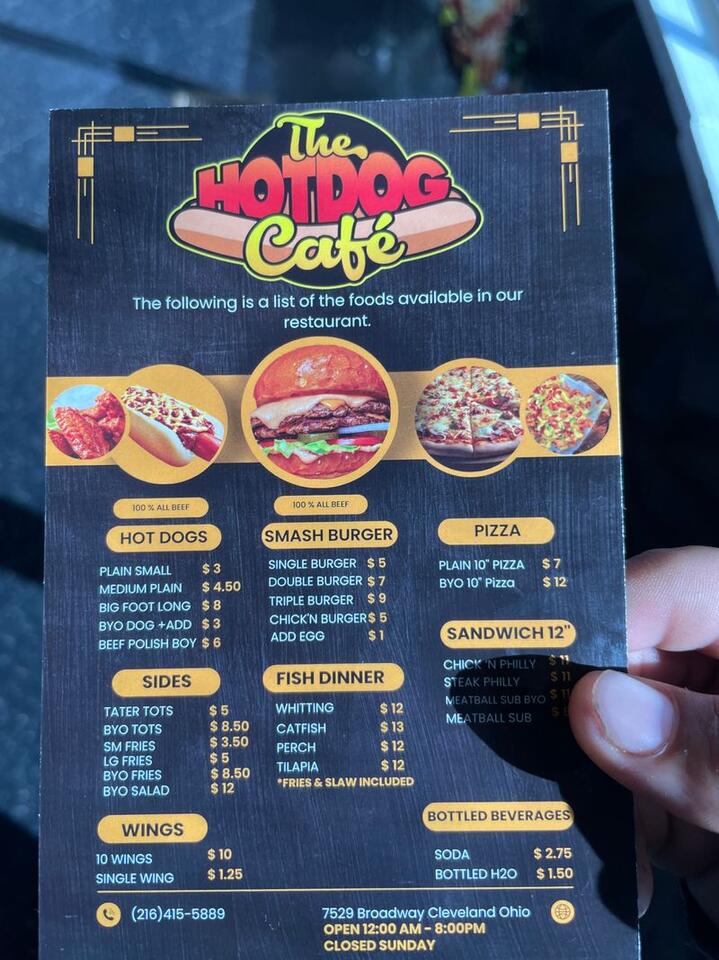 The
HOTDOG
Café
The following is a list of the foods available in our
restaurant.
100 % ALL BEEF
HOT DOGS
PLAIN SMALL $ 3
MEDIUM PLAIN $ 4.50
BIG FOOT LONG $ 8
BYO DOG +ADD $ 3
BEEF POLISH BOY $ 6
SIDES
TATER TOTS $ 5
BYO TOTS $ 8.50
SM FRIES $ 3.50
LG FRIES $ 5
BYO FRIES $ 8.50
BYO SALAD $ 12
WINGS
10 WINGS $ 10
SINGLE WING $ 1.25
100 % ALL BEEF
SMASH BURGER
SINGLE BURGER $ 5
DOUBLE BURGER $ 7
TRIPLE BURGER $ 9
CHICK'N BURGER $ 5
ADD EGG $ 1
FISH DINNER
WHITTING $ 12
CATFISH $ 13
PERCH $ 12
TILAPIA $ 12
*FRIES & SLAW INCLUDED
PIZZA
PLAIN 10" PIZZA $ 7
BYO 10" Pizza $ 12
SANDWICH 12"
CHICK 'N PHILLY $ 11
STEAK PHILLY $ 11
MEATBALL SUB BYO $ 11
MEATBALL SUB $
BOTTLED BEVERAGES
SODA $ 2.75
BOTTLED H2O $ 1.50
(216)415-5889
7529 Broadway Cleveland Ohio
OPEN 12:00 AM - 8:00PM
CLOSED SUNDAY